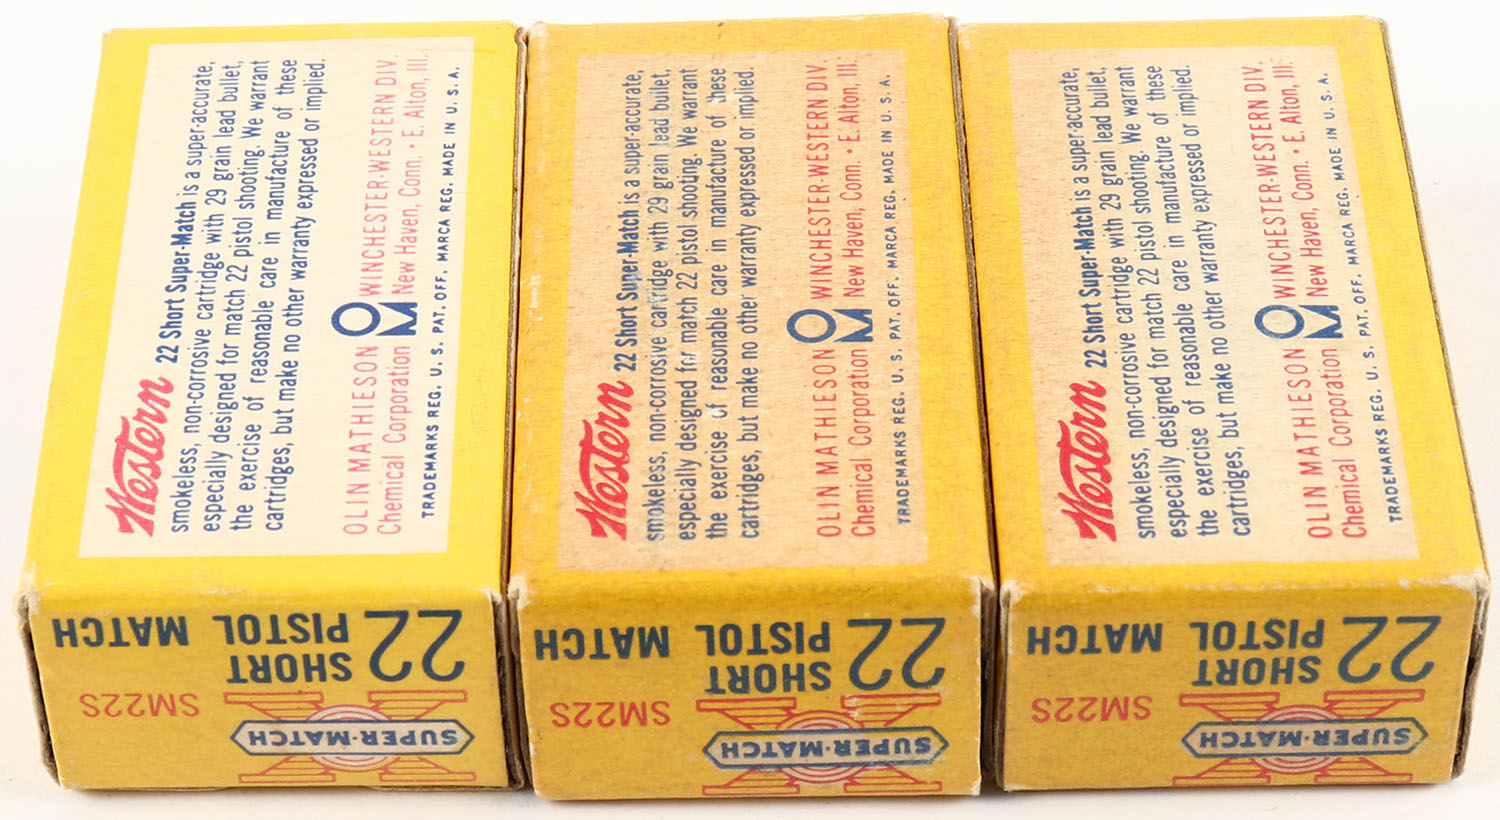 Western 22 Short Super-Match is a super-accurate,
smokeless, non-corrosive cartridge with 29 grain lead bullet,
especially designed for match 22 pistol shooting. We warrant
the exercise of reasonable care in manufacture of these
cartridges, but make no other warranty expressed or implied.
OLIN MATHIESON OM WINCHESTER-WESTERN DIV.
Chemical Corporation New Haven, Conn. • E. Alton, Ill.
TRADEMARKS REG. U. S. PAT. OFF. MARCA REG. MADE IN U. S. A.
22 SHORT PISTOL MATCH
SUPER-MATCH SM22S
Western 22 Short Super-Match is a super-accurate,
smokeless, non-corrosive cartridge with 29 grain lead bullet,
especially designed for match 22 pistol shooting. We warrant
the exercise of reasonable care in manufacture of these
cartridges, but make no other warranty expressed or implied.
OLIN MATHIESON OM WINCHESTER-WESTERN DIV.
Chemical Corporation New Haven, Conn. • E. Alton, Ill.
TRADEMARKS REG. U. S. PAT. OFF. MARCA REG. MADE IN U. S. A.
22 SHORT PISTOL MATCH
SUPER-MATCH SM22S
Western 22 Short Super-Match is a super-accurate,
smokeless, non-corrosive cartridge with 29 grain lead bullet,
especially designed for match 22 pistol shooting. We warrant
the exercise of reasonable care in manufacture of these
cartridges, but make no other warranty expressed or implied.
OLIN MATHIESON OM WINCHESTER-WESTERN DIV.
Chemical Corporation New Haven, Conn. • E. Alton, Ill.
TRADEMARKS REG. U. S. PAT. OFF. MARCA REG. MADE IN U. S. A.
22 SHORT PISTOL MATCH
SUPER-MATCH SM22S